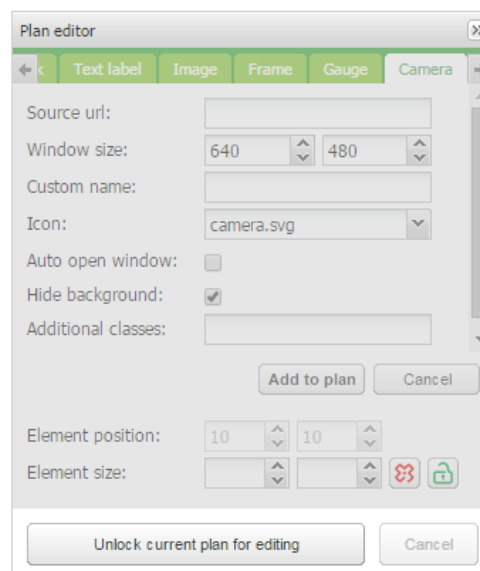 Plan editor
Text label Image Frame Gauge Camera
Source url:
Window size: 640 480
Custom name:
Icon: camera.svg
Auto open window:
Hide background:
Additional classes:
Add to plan Cancel
Element position: 10 10
Element size:
Unlock current plan for editing Cancel